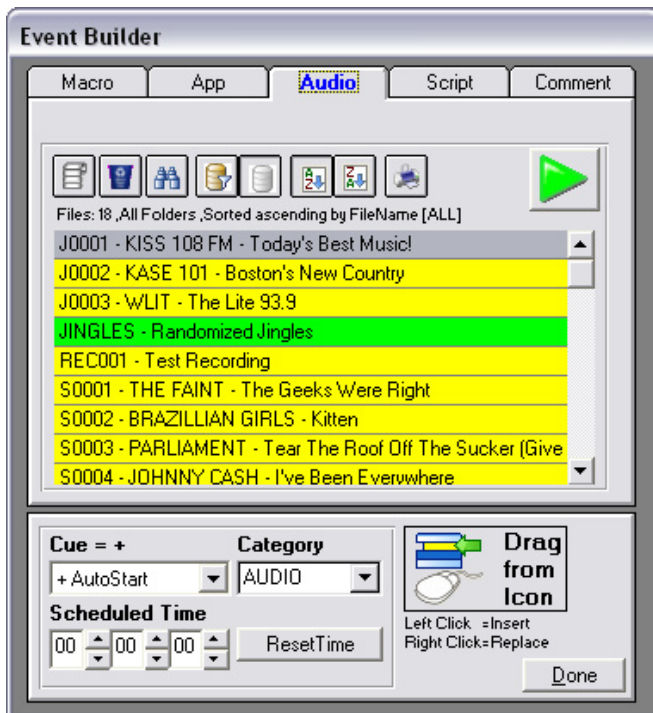 Event Builder
Macro App Audio Script Comment
Files: 18 ,All Folders ,Sorted ascending by FileName [ALL]
J0001 - KISS 108 FM - Today's Best Music!
J0002 - KASE 101 - Boston's New Country
J0003 - WLIT - The Lite 93.9
JINGLES - Randomized Jingles
REC001 - Test Recording
S0001 - THE FAINT - The Geeks Were Right
S0002 - BRAZILLIAN GIRLS - Kitten
S0003 - PARLIAMENT - Tear The Roof Off The Sucker (Give
S0004 - JOHNNY CASH - I've Been Everywhere
Cue = + Category
+ AutoStart AUDIO
Scheduled Time
00 00 00 ResetTime
Drag
from
Icon
Left Click =Insert
Right Click=Replace
Done